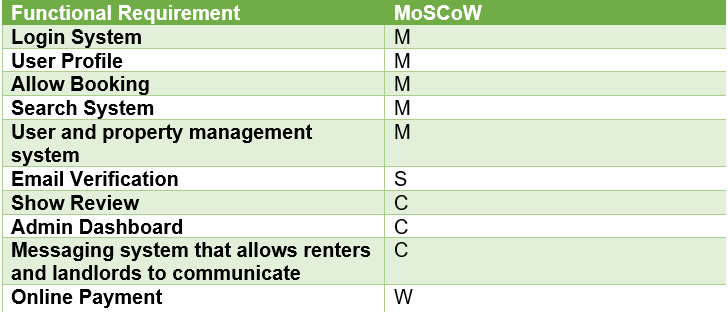 Functional Requirement MoSCoW
Login System M
User Profile M
Allow Booking M
Search System M
User and property management M
system
Email Verification S
Show Review C
Admin Dashboard C
Messaging system that allows renters C
and landlords to communicate
Online Payment W